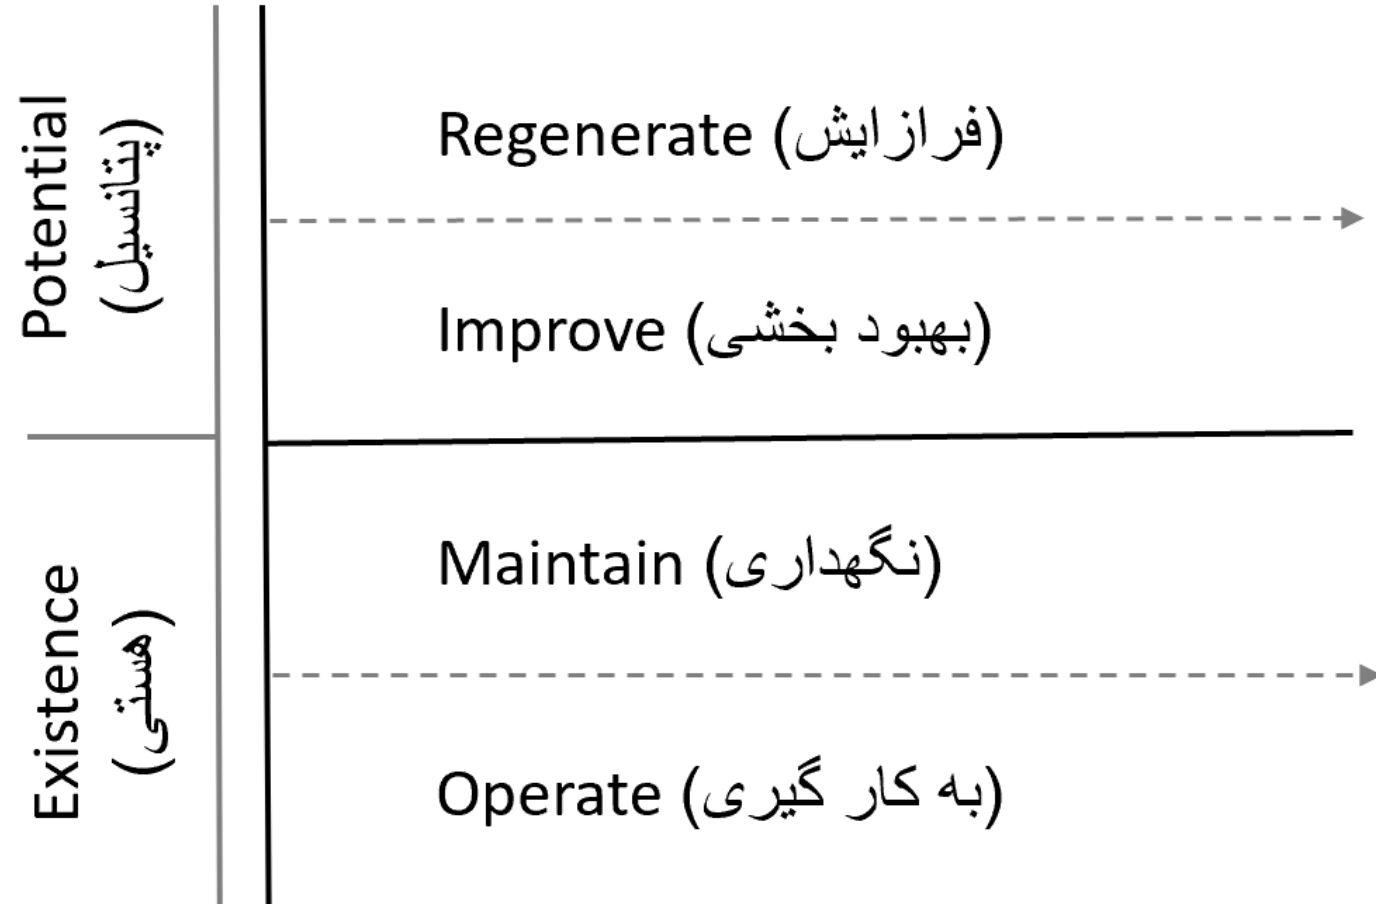 Potential
(پتانسیل)
Regenerate (فرازایش)
Improve (بهبود بخشی)
Existence
(هستی)
Maintain (نگهداری)
Operate (به کار گیری)